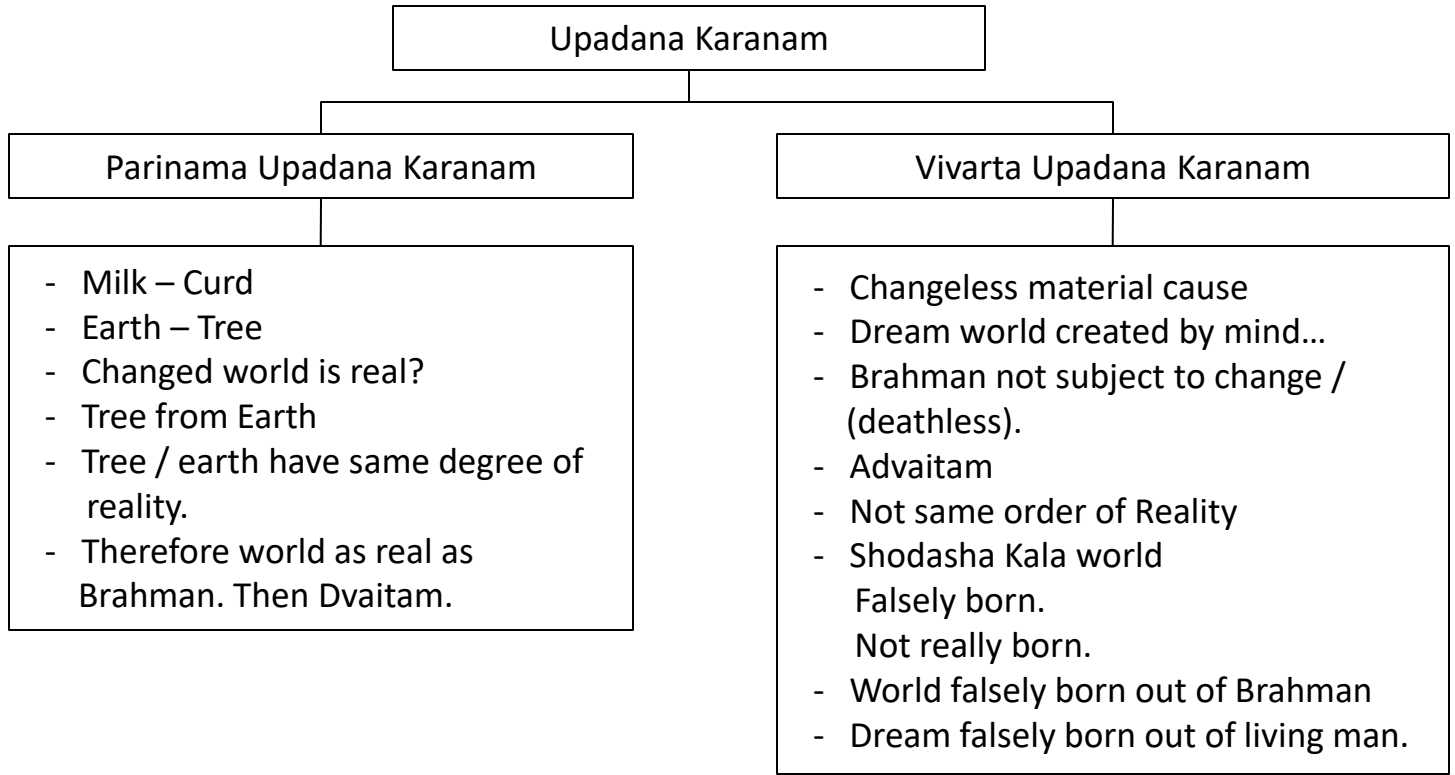 Upadana Karanam
Parinama Upadana Karanam
- Milk – Curd
- Earth – Tree
- Changed world is real?
- Tree from Earth
- Tree / earth have same degree of
reality.
- Therefore world as real as
Brahman. Then Dvaitam.
Vivarta Upadana Karanam
- Changeless material cause
- Dream world created by mind…
- Brahman not subject to change /
(deathless).
- Advaitam
- Not same order of Reality
- Shodasha Kala world
Falsely born.
Not really born.
- World falsely born out of Brahman
- Dream falsely born out of living man.